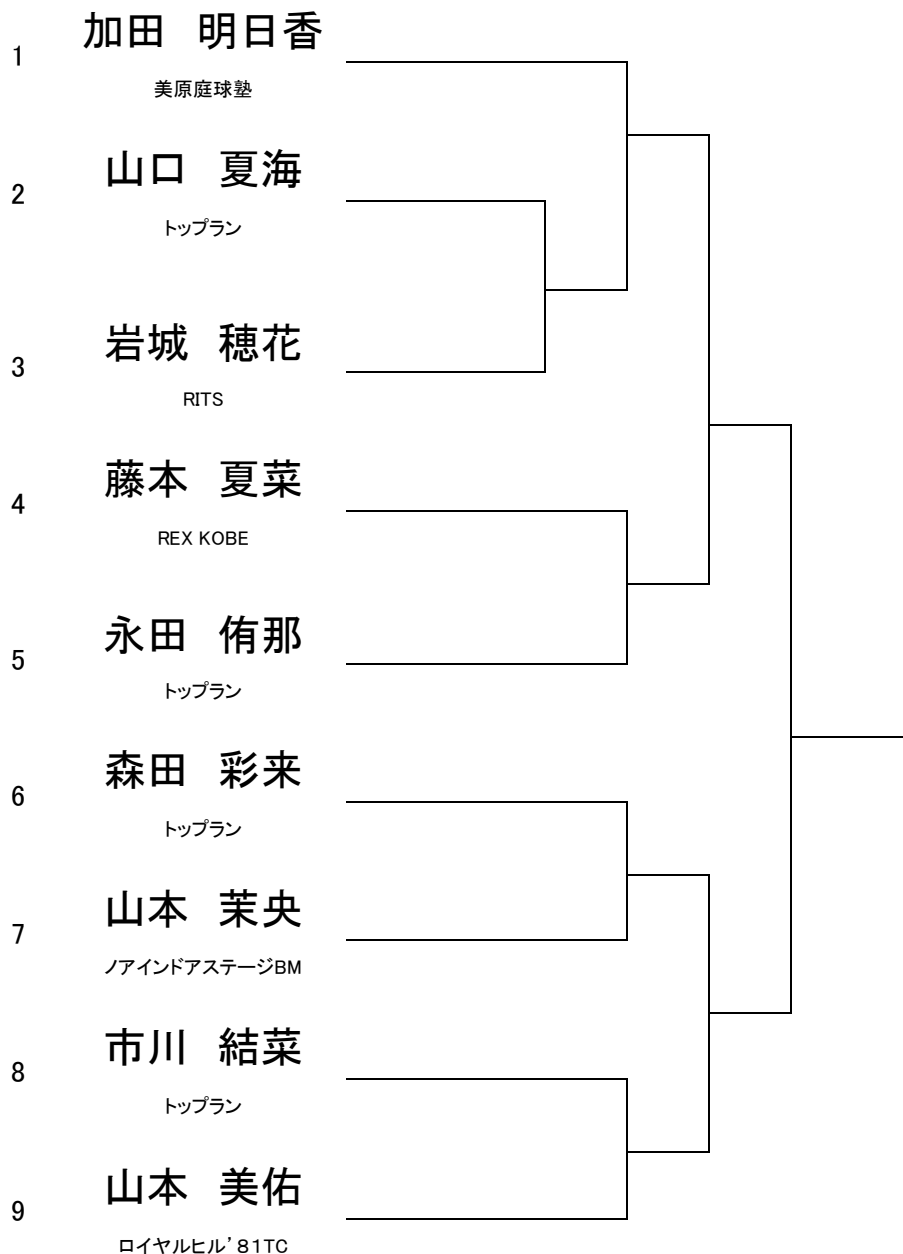 1
加田　明日香
美原庭球塾
2
山口　夏海
トップラン
3
岩城　穂花
RITS
4
藤本　夏菜
REX KOBE
5
永田　侑那
トップラン
6
森田　彩来
トップラン
7
山本　茉央
ノアインドアステージBM
8
市川　結菜
トップラン
9
山本　美佑
ロイヤルヒル’81TC